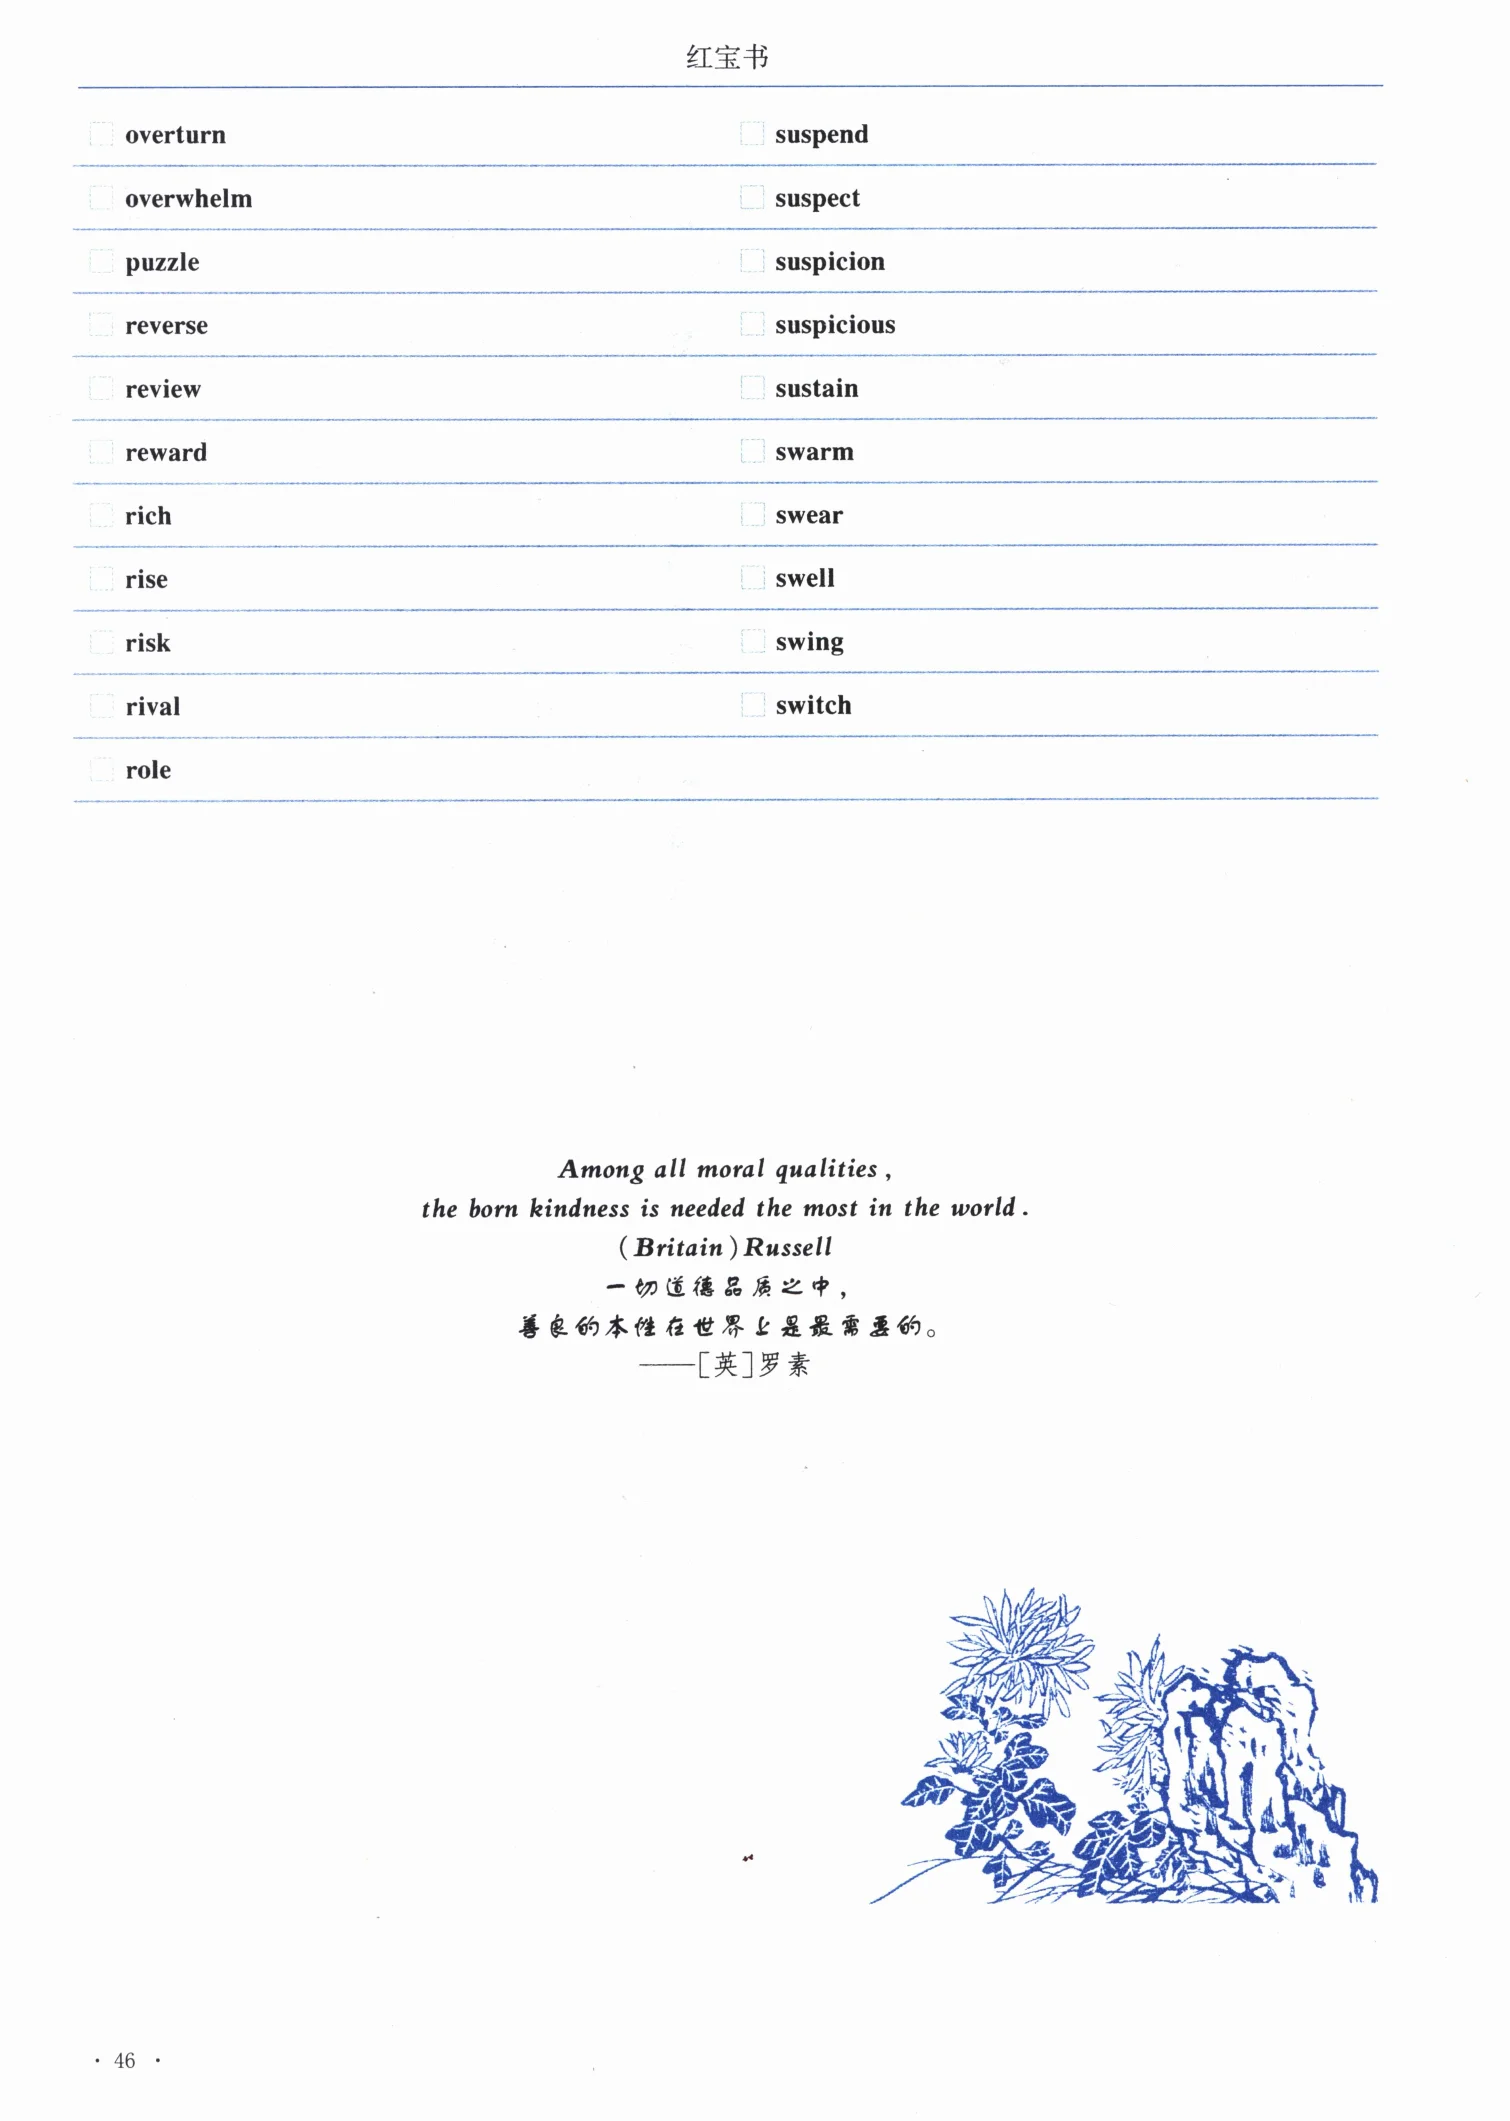 红宝书
overturn
overwhelm
puzzle
reverse
review
reward
rich
rise
risk
rival
role
suspend
suspect
suspicion
suspicious
sustain
swarm
swear
swell
swing
switch
Among all moral qualities,
the born kindness is needed the most in the world.
(Britain)Russell
一切道德品质之中,
善良的本性在世界上是最需要的。
——[英]罗素
· 46 ·